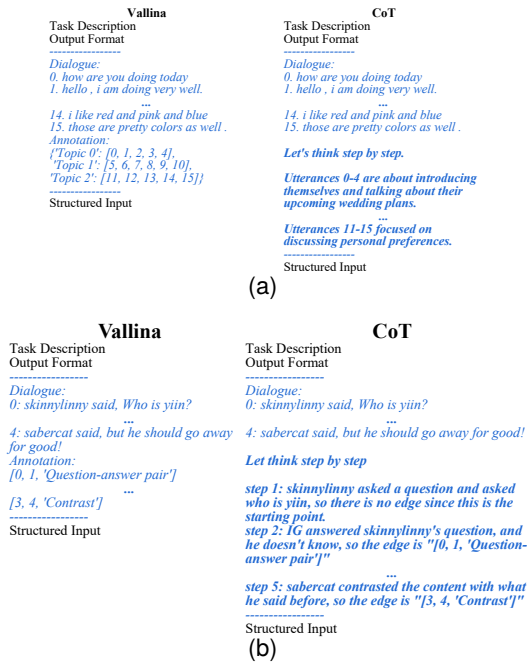 Vallina
Task Description
Output Format
-----------------
Dialogue:
0. how are you doing today
1. hello , i am doing very well.
...
14. i like red and pink and blue
15. those are pretty colors as well .
Annotation:
{'Topic 0': [0, 1, 2, 3, 4],
'Topic 1': [5, 6, 7, 8, 9, 10],
'Topic 2': [11, 12, 13, 14, 15]}
-----------------
Structured Input
CoT
Task Description
Output Format
-----------------
Dialogue:
0. how are you doing today
1. hello , i am doing very well.
...
14. i like red and pink and blue
15. those are pretty colors as well .
Let's think step by step.
Utterances 0-4 are about introducing
themselves and talking about their
upcoming wedding plans.
...
Utterances 11-15 focused on
discussing personal preferences.
-----------------
Structured Input
(a)
Vallina
Task Description
Output Format
-----------------
Dialogue:
0: skinnylinny said, Who is yiin?
...
4: sabercat said, but he should go away
for good!
Annotation:
[0, 1, 'Question-answer pair']
...
[3, 4, 'Contrast']
-----------------
Structured Input
CoT
Task Description
Output Format
-----------------
Dialogue:
0: skinnylinny said, Who is yiin?
...
4: sabercat said, but he should go away for good!
Let think step by step
step 1: skinnylinny asked a question and asked
who is yiin, so there is no edge since this is the
starting point.
step 2: IG answered skinnylinny's question, and
he doesn't know, so the edge is "[0, 1, 'Question-
answer pair']"
...
step 5: sabercat contrasted the content with what
he said before, so the edge is "[3, 4, 'Contrast']"
-----------------
Structured Input
(b)